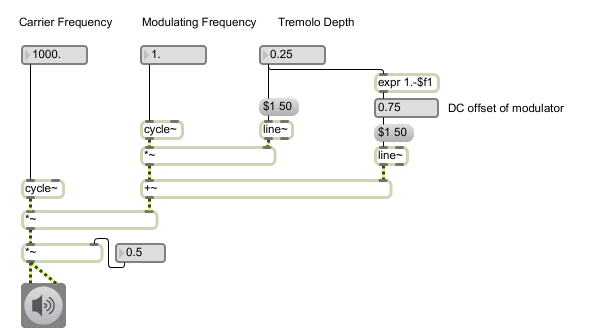 Carrier Frequency Modulating Frequency Tremolo Depth
1000. 1. 0.25
expr 1.-$f1
$1 50 0.75 DC offset of modulator
cycle~ line~ $1 50
*~ line~
cycle~ +~
*~
*~ 0.5